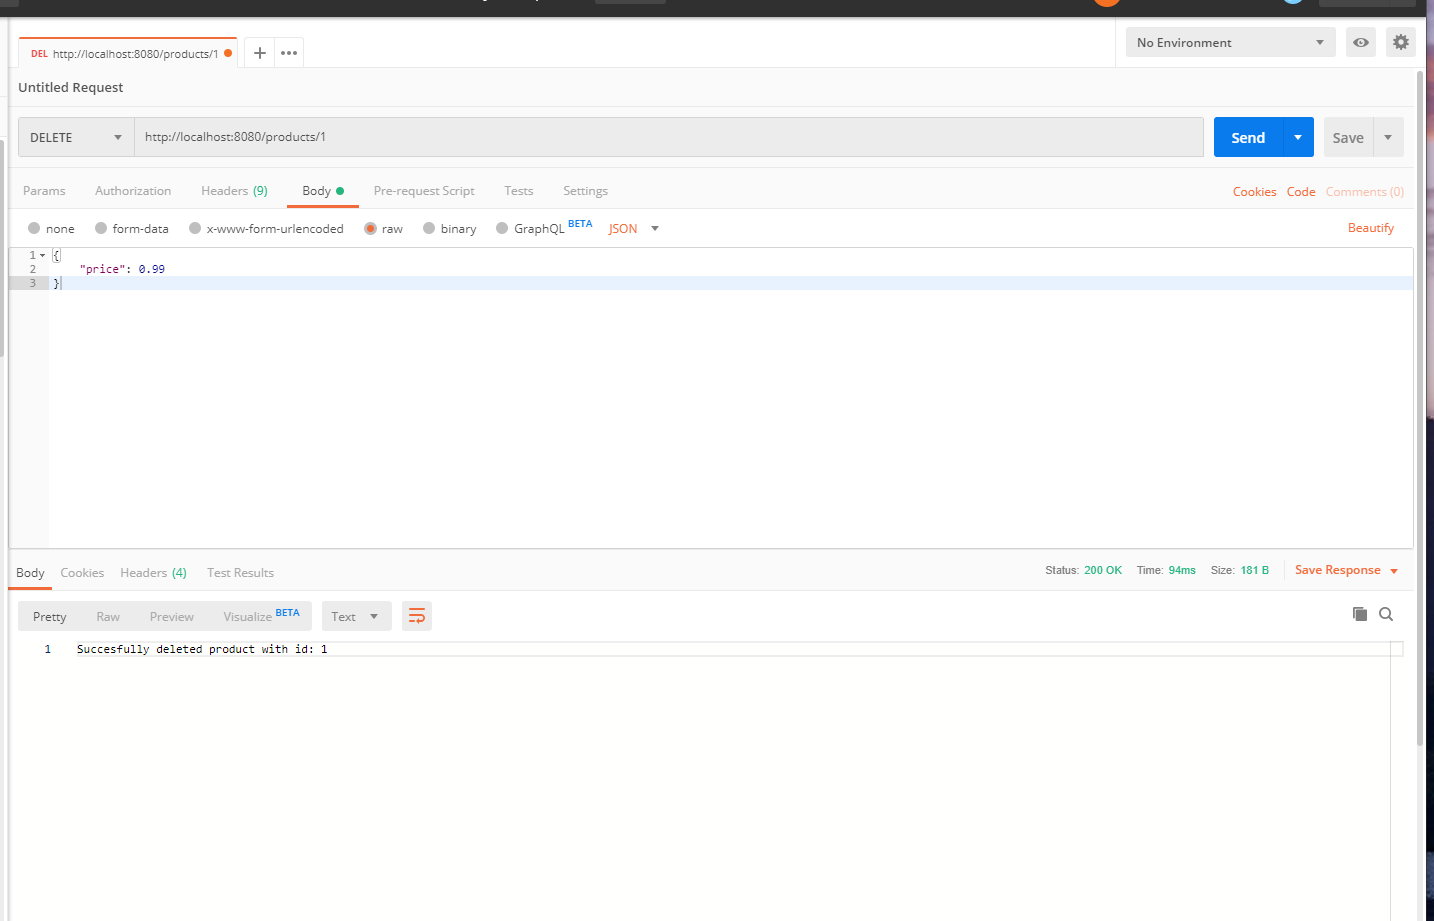 DEL http://localhost:8080/products/1
No Environment
Untitled Request
DELETE http://localhost:8080/products/1 Send Save
Params Authorization Headers (9) Body Pre-request Script Tests Settings Cookies Code Comments (0)
none form-data x-www-form-urlencoded raw binary GraphQL BETA JSON Beautify
1 {
2 "price": 0.99
3 }
Body Cookies Headers (4) Test Results Status: 200 OK Time: 94ms Size: 181 B Save Response
Pretty Raw Preview Visualize BETA Text
1 Succesfully deleted product with id: 1